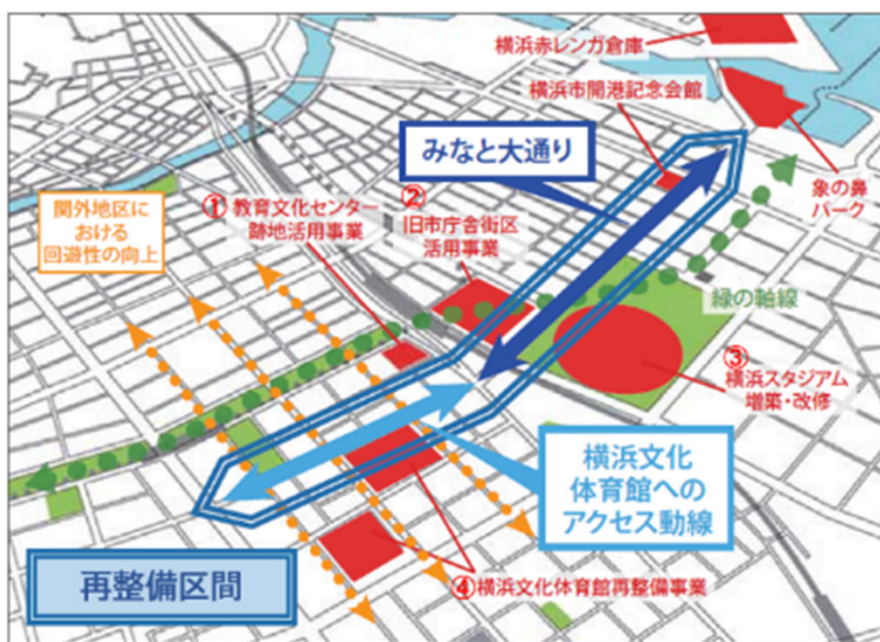 横浜赤レンガ倉庫
横浜市開港記念会館
みなと大通り
象の鼻
パーク
関外地区に
おける
回遊性の向上
① 教育文化センター
跡地活用事業
②
旧市庁舎街区
活用事業
緑の軸線
③
横浜スタジアム
増築・改修
横浜文化
体育館への
アクセス動線
再整備区間
④横浜文化体育館再整備事業